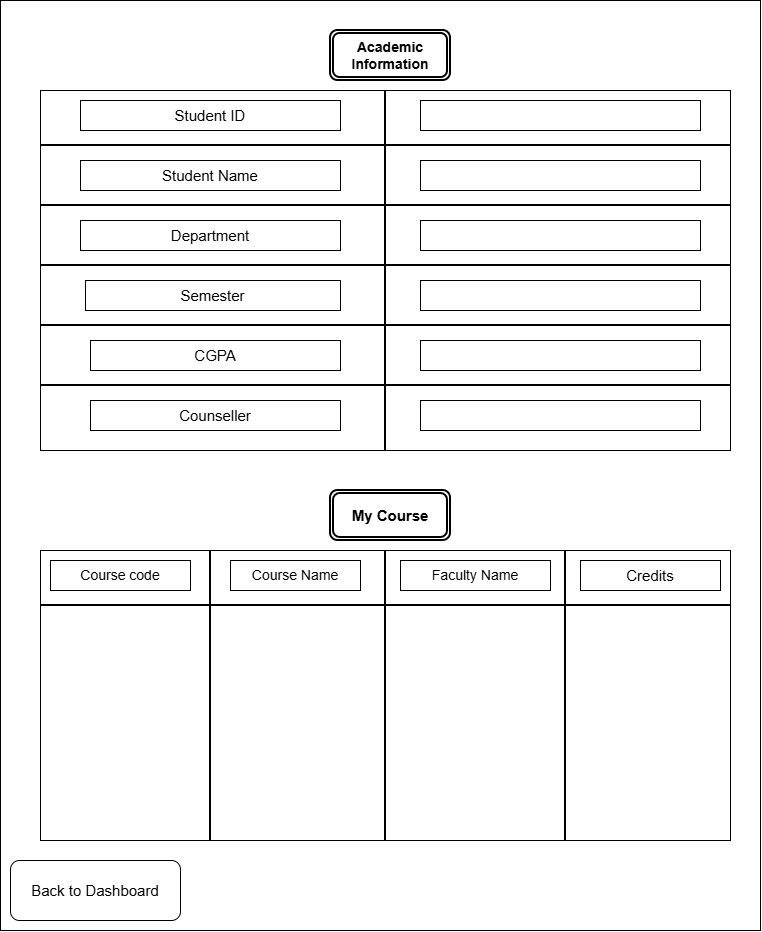 Academic
Information
Student ID
Student Name
Department
Semester
CGPA
Counseller
My Course
Course code
Course Name
Faculty Name
Credits
Back to Dashboard